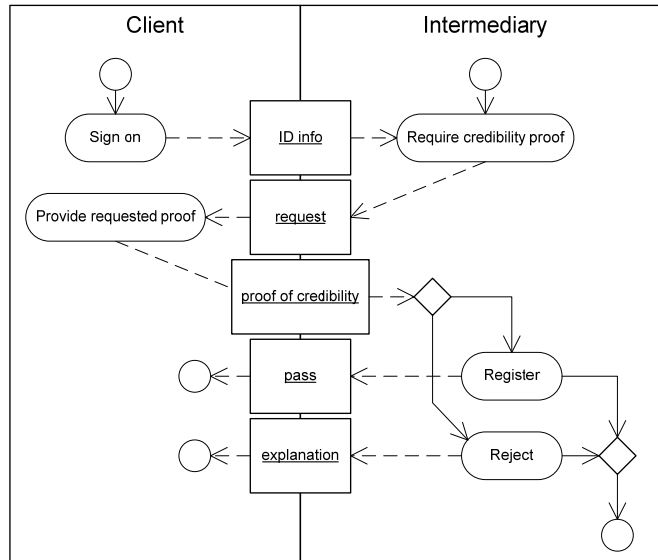 Client
Intermediary
Sign on
ID info
Require credibility proof
Provide requested proof
request
proof of credibility
pass
Register
explanation
Reject